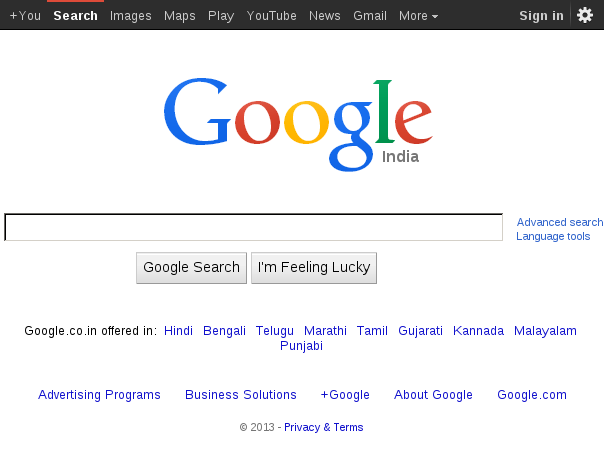 +You Search Images Maps Play YouTube News Gmail More Sign in
Google
India
Advanced search
Language tools
Google Search I'm Feeling Lucky
Google.co.in offered in: Hindi Bengali Telugu Marathi Tamil Gujarati Kannada Malayalam
Punjabi
Advertising Programs Business Solutions +Google About Google Google.com
© 2013 - Privacy & Terms